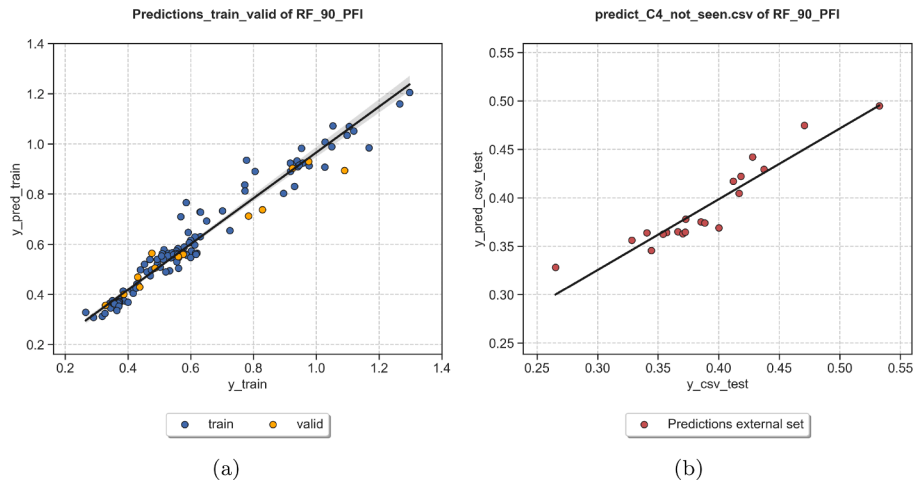 Predictions_train_valid of RF_90_PFI
1.4
1.2
1.0
0.8
0.6
0.4
0.2
y_pred_train
0.2 0.4 0.6 0.8 1.0 1.2 1.4
y_train
train valid
(a)
predict_C4_not_seen.csv of RF_90_PFI
0.55
0.50
0.45
0.40
0.35
0.30
0.25
y_pred_csv_test
0.25 0.30 0.35 0.40 0.45 0.50 0.55
y_csv_test
Predictions external set
(b)